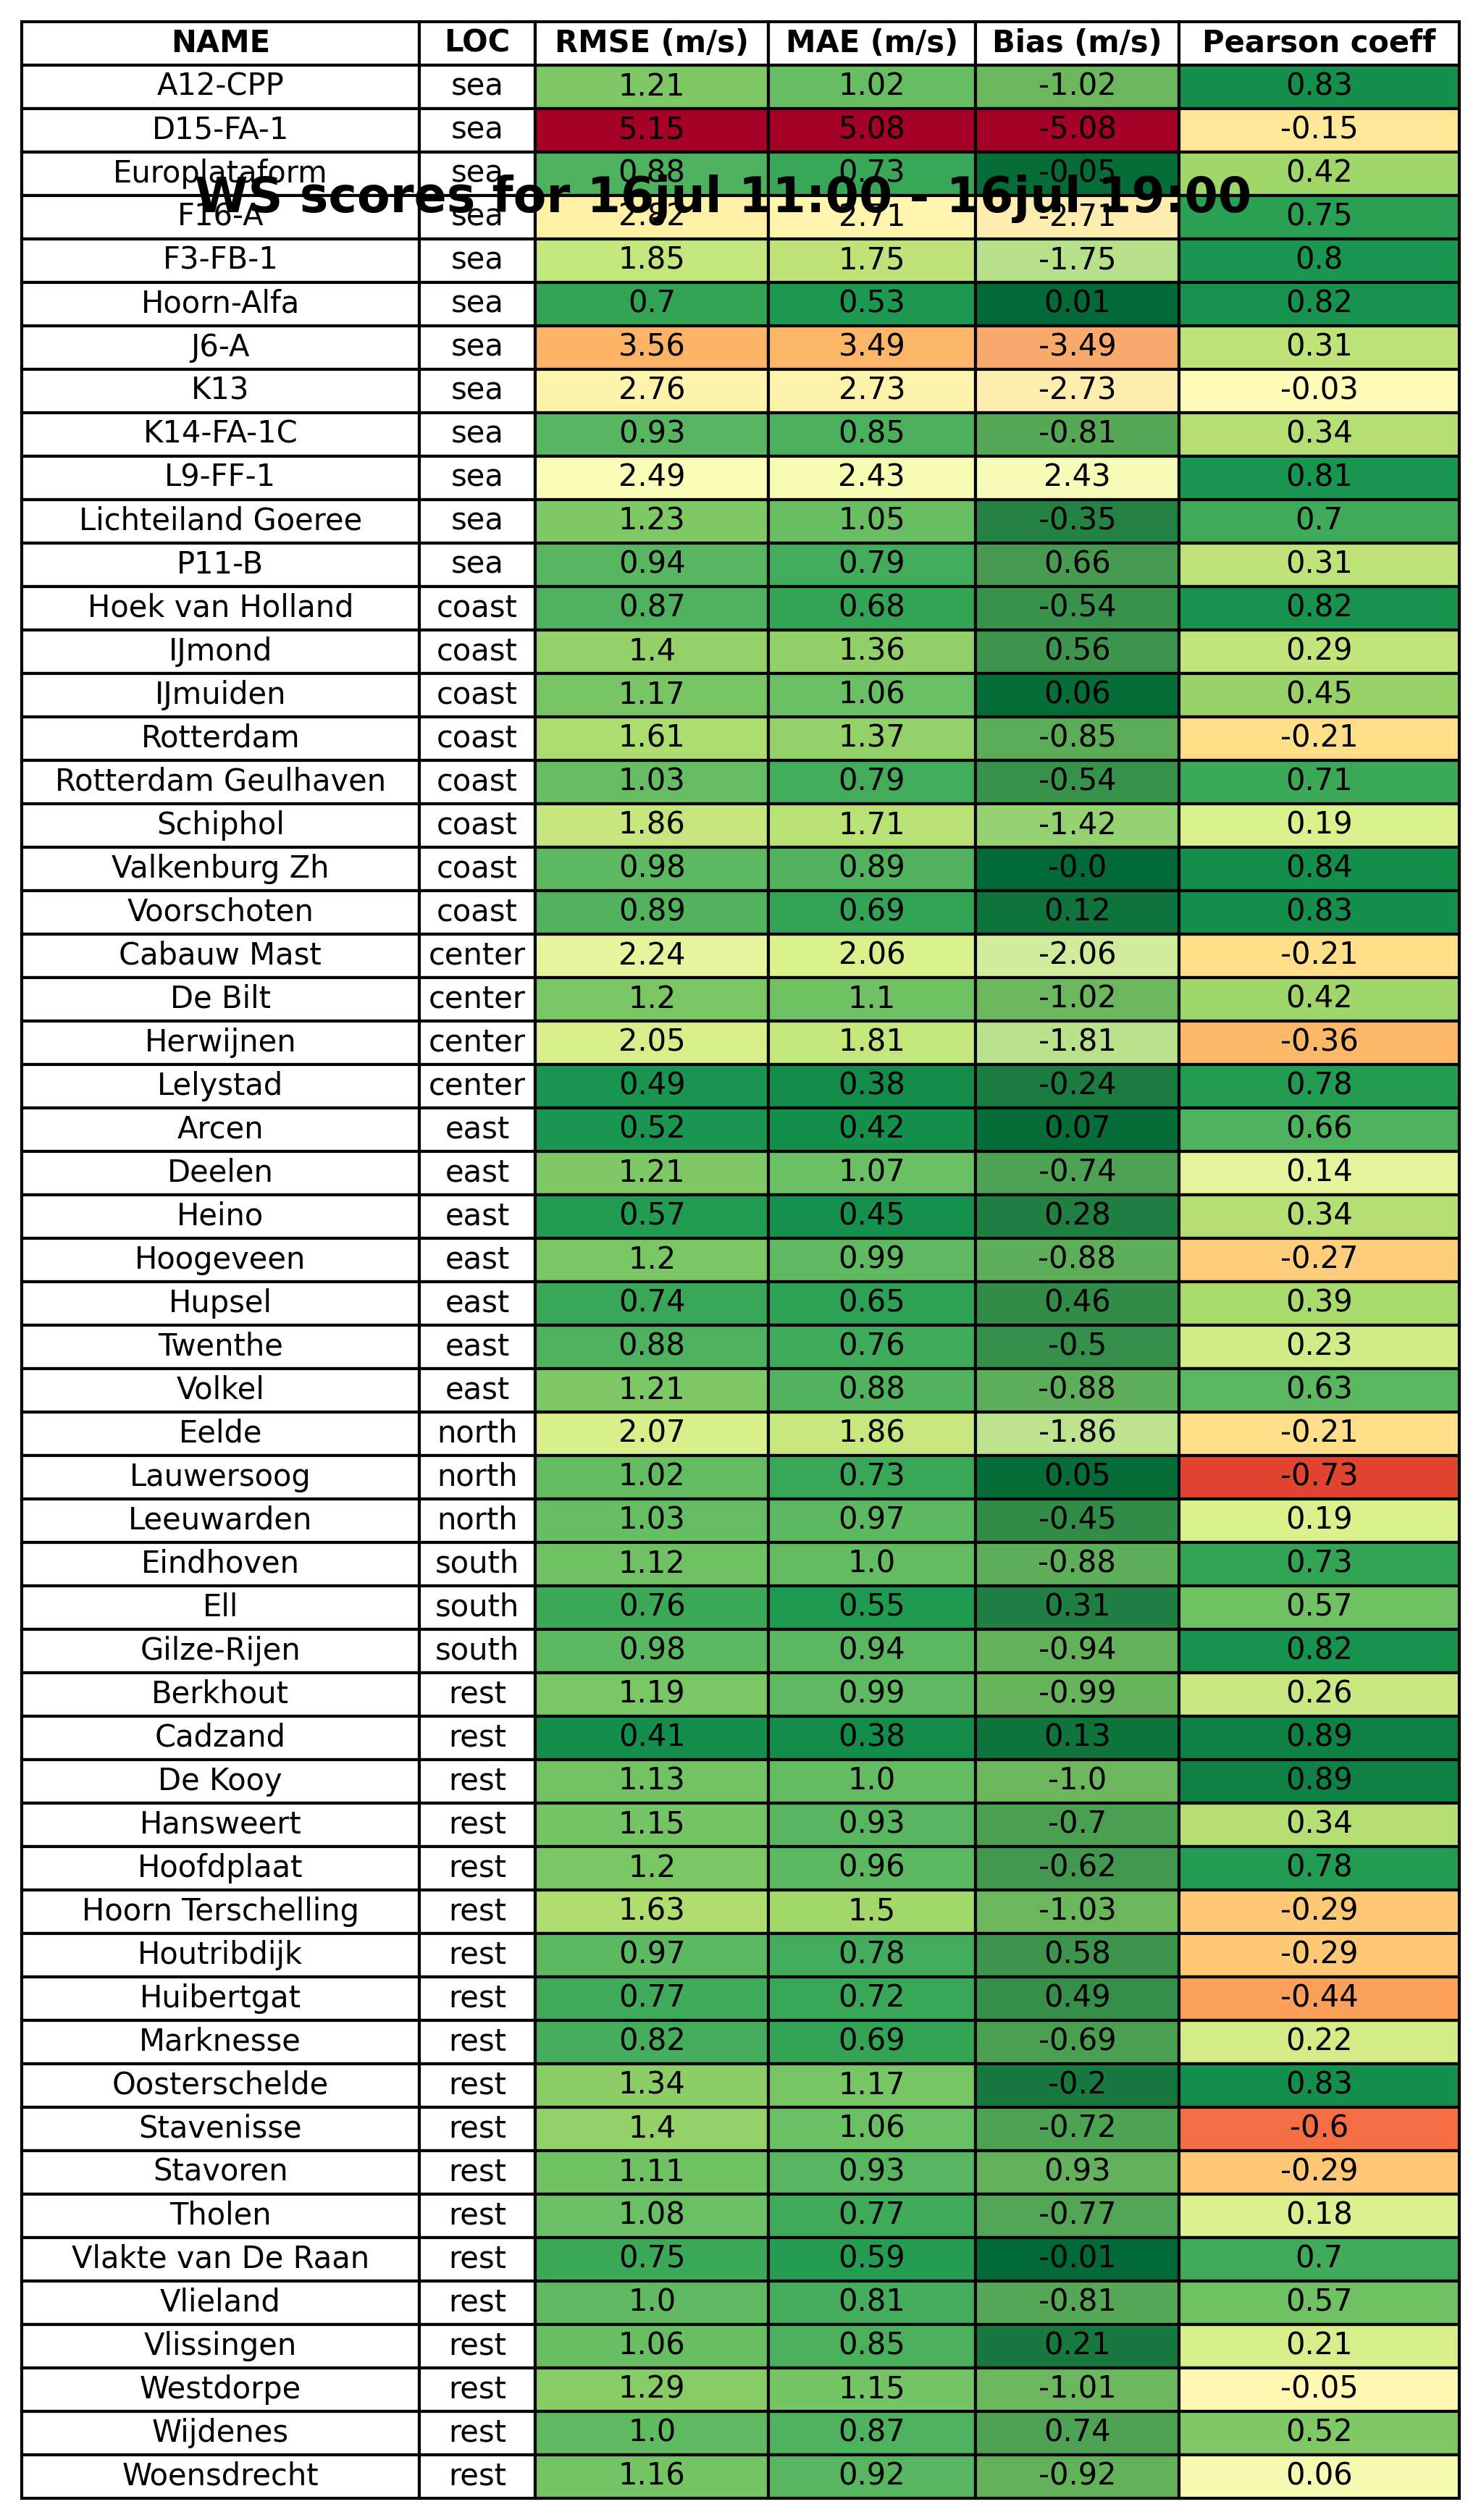 NAME LOC RMSE (m/s) MAE (m/s) Bias (m/s) Pearson coeff
A12-CPP sea 1.21 1.02 -1.02 0.83
D15-FA-1 sea 5.15 5.08 -5.08 -0.15
Europlataform sea 0.88 0.73 -0.05 0.42
WS scores for 16jul 11:00 - 16jul 19:00
F16-A sea 2.82 2.71 -2.71 0.75
F3-FB-1 sea 1.85 1.75 -1.75 0.8
Hoorn-Alfa sea 0.7 0.53 0.01 0.82
J6-A sea 3.56 3.49 -3.49 0.31
K13 sea 2.76 2.73 -2.73 -0.03
K14-FA-1C sea 0.93 0.85 -0.81 0.34
L9-FF-1 sea 2.49 2.43 2.43 0.81
Lichteiland Goeree sea 1.23 1.05 -0.35 0.7
P11-B sea 0.94 0.79 0.66 0.31
Hoek van Holland coast 0.87 0.68 -0.54 0.82
IJmond coast 1.4 1.36 0.56 0.29
IJmuiden coast 1.17 1.06 0.06 0.45
Rotterdam coast 1.61 1.37 -0.85 -0.21
Rotterdam Geulhaven coast 1.03 0.79 -0.54 0.71
Schiphol coast 1.86 1.71 -1.42 0.19
Valkenburg Zh coast 0.98 0.89 -0.0 0.84
Voorschoten coast 0.89 0.69 0.12 0.83
Cabauw Mast center 2.24 2.06 -2.06 -0.21
De Bilt center 1.2 1.1 -1.02 0.42
Herwijnen center 2.05 1.81 -1.81 -0.36
Lelystad center 0.49 0.38 -0.24 0.78
Arcen east 0.52 0.42 0.07 0.66
Deelen east 1.21 1.07 -0.74 0.14
Heino east 0.57 0.45 0.28 0.34
Hoogeveen east 1.2 0.99 -0.88 -0.27
Hupsel east 0.74 0.65 0.46 0.39
Twenthe east 0.88 0.76 -0.5 0.23
Volkel east 1.21 0.88 -0.88 0.63
Eelde north 2.07 1.86 -1.86 -0.21
Lauwersoog north 1.02 0.73 0.05 -0.73
Leeuwarden north 1.03 0.97 -0.45 0.19
Eindhoven south 1.12 1.0 -0.88 0.73
Ell south 0.76 0.55 0.31 0.57
Gilze-Rijen south 0.98 0.94 -0.94 0.82
Berkhout rest 1.19 0.99 -0.99 0.26
Cadzand rest 0.41 0.38 0.13 0.89
De Kooy rest 1.13 1.0 -1.0 0.89
Hansweert rest 1.15 0.93 -0.7 0.34
Hoofdplaat rest 1.2 0.96 -0.62 0.78
Hoorn Terschelling rest 1.63 1.5 -1.03 -0.29
Houtribdijk rest 0.97 0.78 0.58 -0.29
Huibertgat rest 0.77 0.72 0.49 -0.44
Marknesse rest 0.82 0.69 -0.69 0.22
Oosterschelde rest 1.34 1.17 -0.2 0.83
Stavenisse rest 1.4 1.06 -0.72 -0.6
Stavoren rest 1.11 0.93 0.93 -0.29
Tholen rest 1.08 0.77 -0.77 0.18
Vlakte van De Raan rest 0.75 0.59 -0.01 0.7
Vlieland rest 1.0 0.81 -0.81 0.57
Vlissingen rest 1.06 0.85 0.21 0.21
Westdorpe rest 1.29 1.15 -1.01 -0.05
Wijdenes rest 1.0 0.87 0.74 0.52
Woensdrecht rest 1.16 0.92 -0.92 0.06